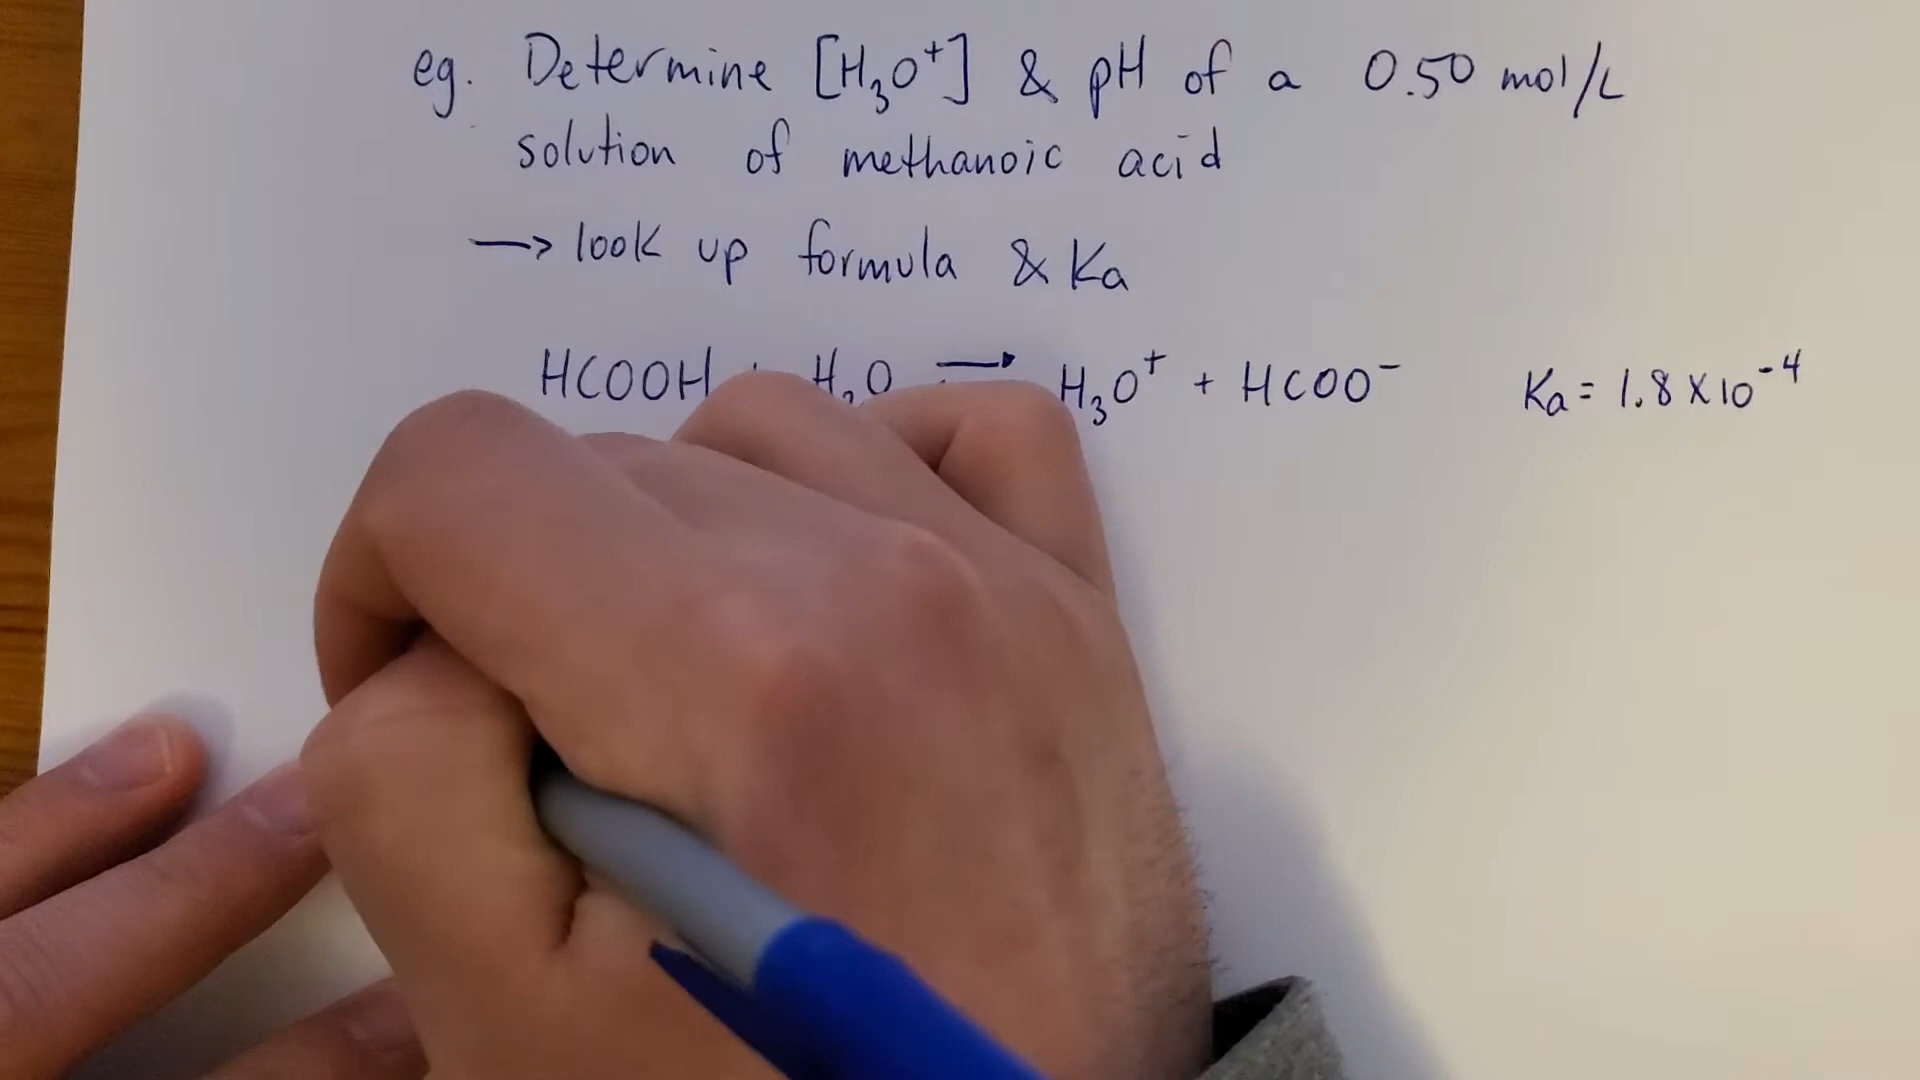 eg. Determine [H₃O⁺] & pH of a 0.50 mol/L
solution of methanoic acid
→ look up formula & Ka
HCOOH + H₂O ⇌ H₃O⁺ + HCOO⁻ Ka = 1.8 x 10⁻⁴